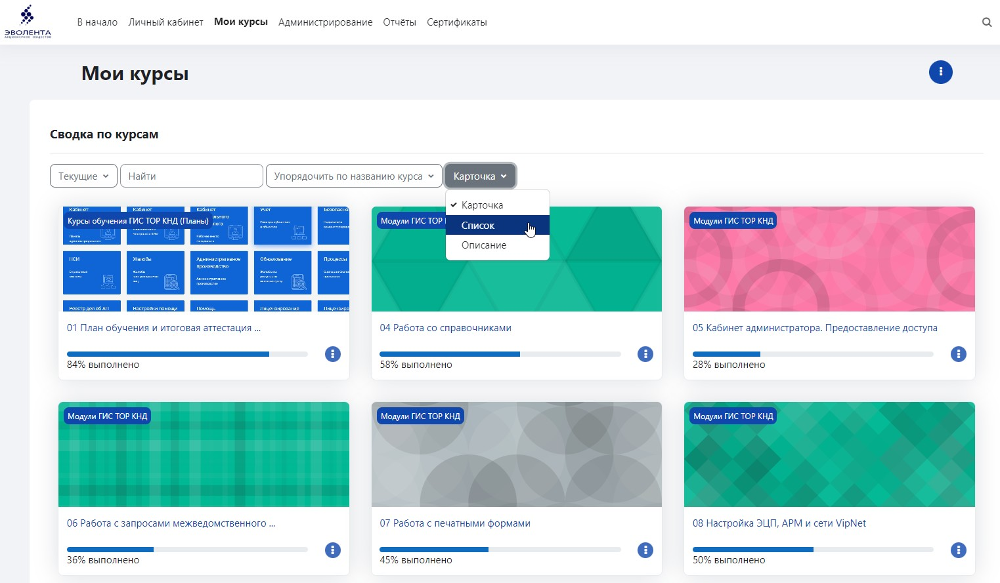 ЭВОЛЕНТА
АКЦИОНЕРНОЕ ОБЩЕСТВО
В начало
Личный кабинет
Мои курсы
Администрирование
Отчёты
Сертификаты
Мои курсы
Сводка по курсам
Текущие
Найти
Упорядочить по названию курса
Карточка
Карточка
Список
Описание
Курсы обучения ГИС ТОР КНД (Планы)
Кабинет
Кабинет
Кабинет
Учет
НСИ
Жалобы
Административное
производство
Обжалование
Процессы
Реестр дел об АП
Настройки помощи
Помощь
Лицензирование
01 План обучения и итоговая аттестация ...
84% выполнено
Модули ГИС ТОР
04 Работа со справочниками
58% выполнено
Модули ГИС ТОР КНД
05 Кабинет администратора. Предоставление доступа
28% выполнено
Модули ГИС ТОР КНД
06 Работа с запросами межведомственного ...
36% выполнено
Модули ГИС ТОР КНД
07 Работа с печатными формами
45% выполнено
Модули ГИС ТОР КНД
08 Настройка ЭЦП, АРМ и сети VipNet
50% выполнено